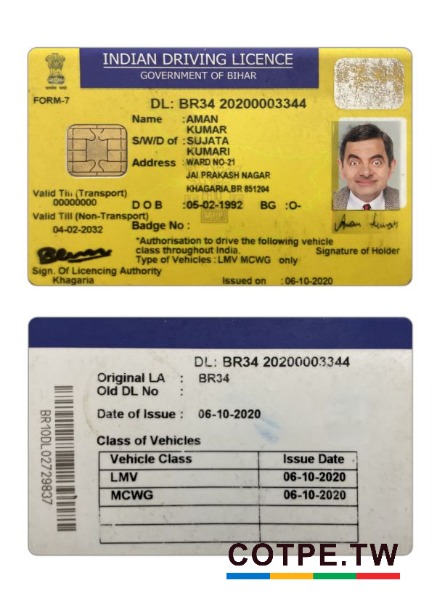 INDIAN DRIVING LICENCE
GOVERNMENT OF BIHAR
FORM-7
DL: BR34 20200003344
Name :AMAN
KUMAR
S/W/D of :SUJATA
KUMARI
Address :WARD NO-21
JAI PRAKASH NAGAR
KHAGARIA,BR 851204
Valid Till (Transport)
00000000
D O B :05-02-1992 BG :O-
Valid Till (Non-Transport)
04-02-2032
Badge No :
*Authorisation to drive the following vehicle
class throughout India
Type of Vehicles :LMV MCWG only
Signature of Holder
Sign. Of Licencing Authority
Khagaria
Issued on :06-10-2020
DL: BR34 20200003344
Original LA : BR34
Old DL No :
Date of Issue : 06-10-2020
BR10DL02729837
Class of Vehicles
Vehicle Class Issue Date
LMV 06-10-2020
MCWG 06-10-2020
COTPE.TW